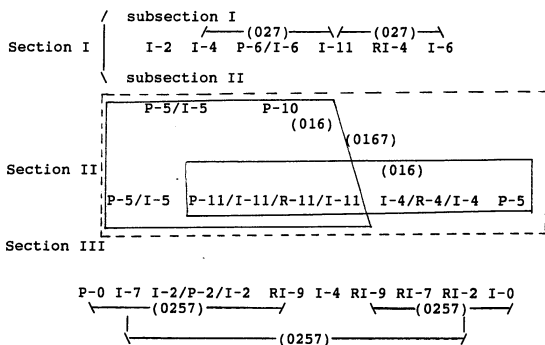 subsection I
(027) (027)
Section I I-2 I-4 P-6/I-6 I-11 RI-4 I-6
subsection II
P-5/I-5 P-10
(016)
(0167)
Section II (016)
P-5/I-5 P-11/I-11/R-11/I-11 I-4/R-4/I-4 P-5
Section III
P-0 I-7 I-2/P-2/I-2 RI-9 I-4 RI-9 RI-7 RI-2 I-0
(0257) (0257)
(0257)